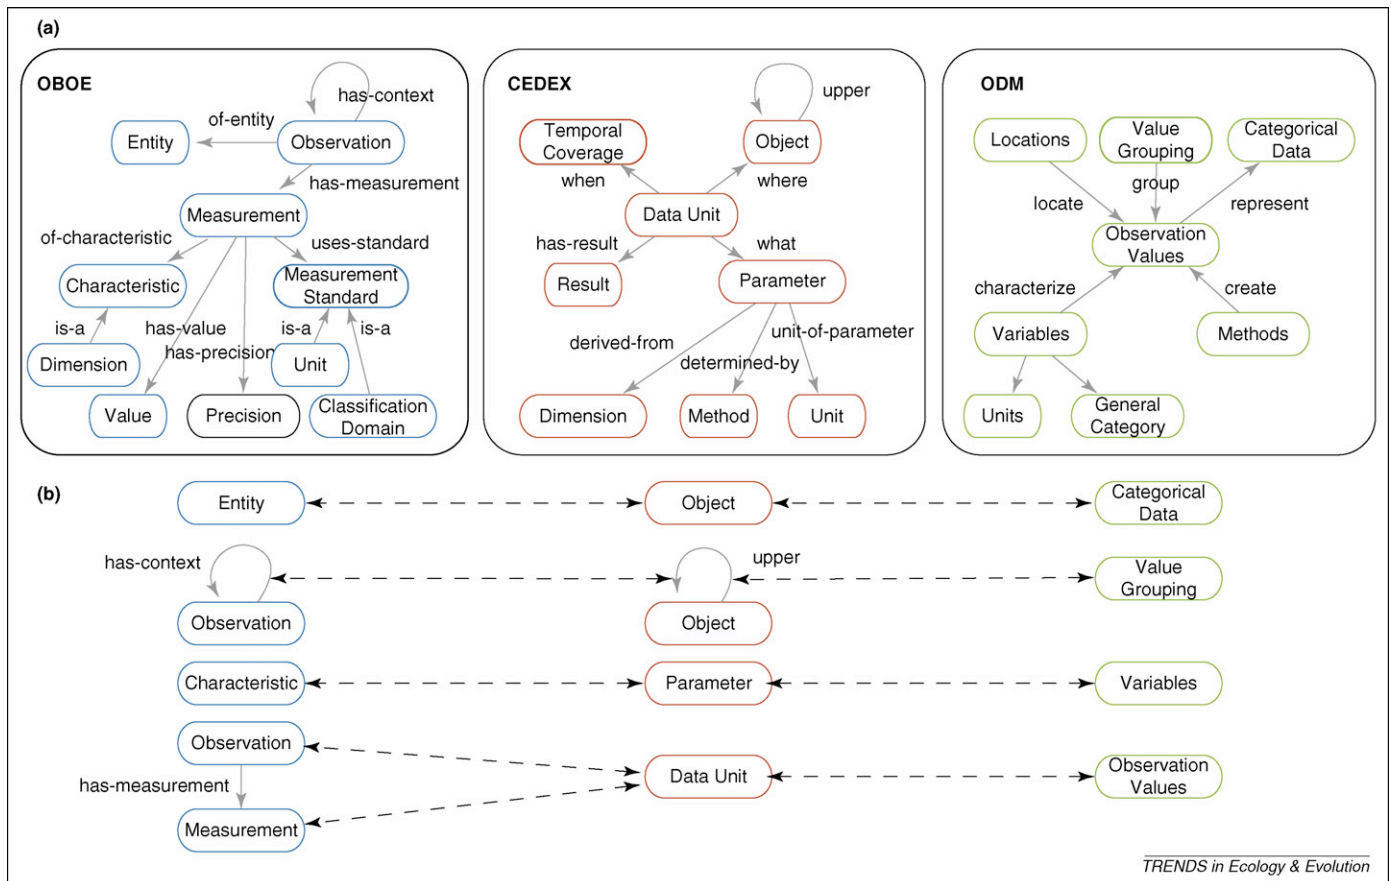 (a)
OBOE
has-context
of-entity
Entity
Observation
has-measurement
Measurement
of-characteristic
uses-standard
Characteristic
Measurement
Standard
is-a
has-value
is-a
is-a
has-precision
Dimension
Unit
Value
Precision
Classification
Domain
CEDEX
upper
Temporal
Coverage
Object
when
where
Data Unit
has-result
what
Result
Parameter
derived-from
unit-of-parameter
determined-by
Dimension
Method
Unit
ODM
Locations
Value
Grouping
Categorical
Data
group
locate
represent
Observation
Values
characterize
create
Variables
Methods
Units
General
Category
(b)
Entity
Object
Categorical
Data
has-context
upper
Value
Grouping
Observation
Object
Characteristic
Parameter
Variables
Observation
has-measurement
Data Unit
Observation
Values
Measurement
TRENDS in Ecology & Evolution